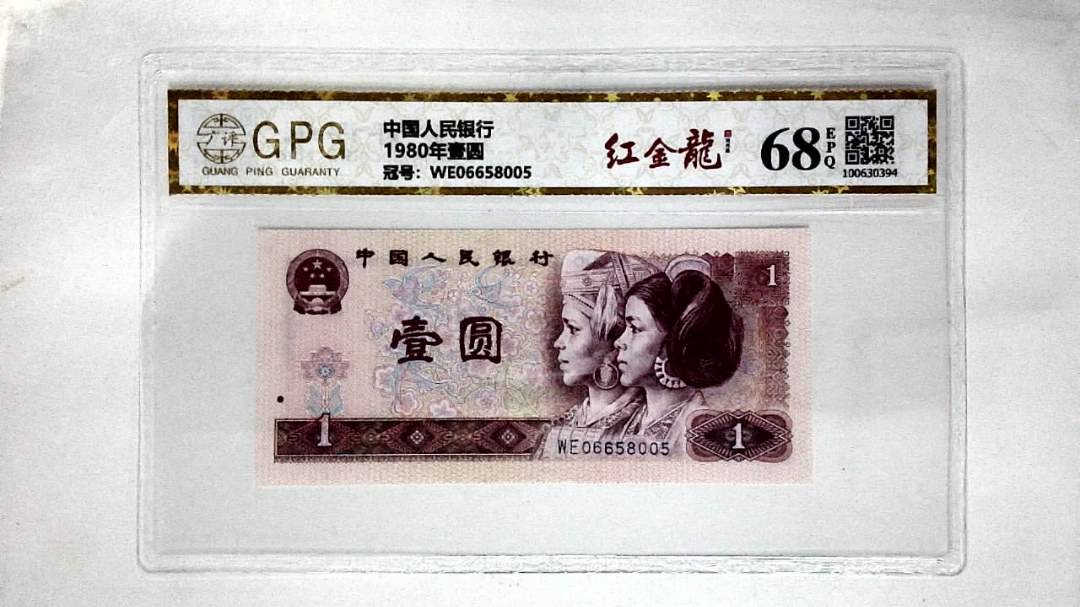 GPG
GUANG PING GUARANTY
中国人民银行
1980年壹圆
冠号：WE06658005
红金龍
68
EPQ
100630394
中国人民银行
1
壹圆
1
WE06658005
1